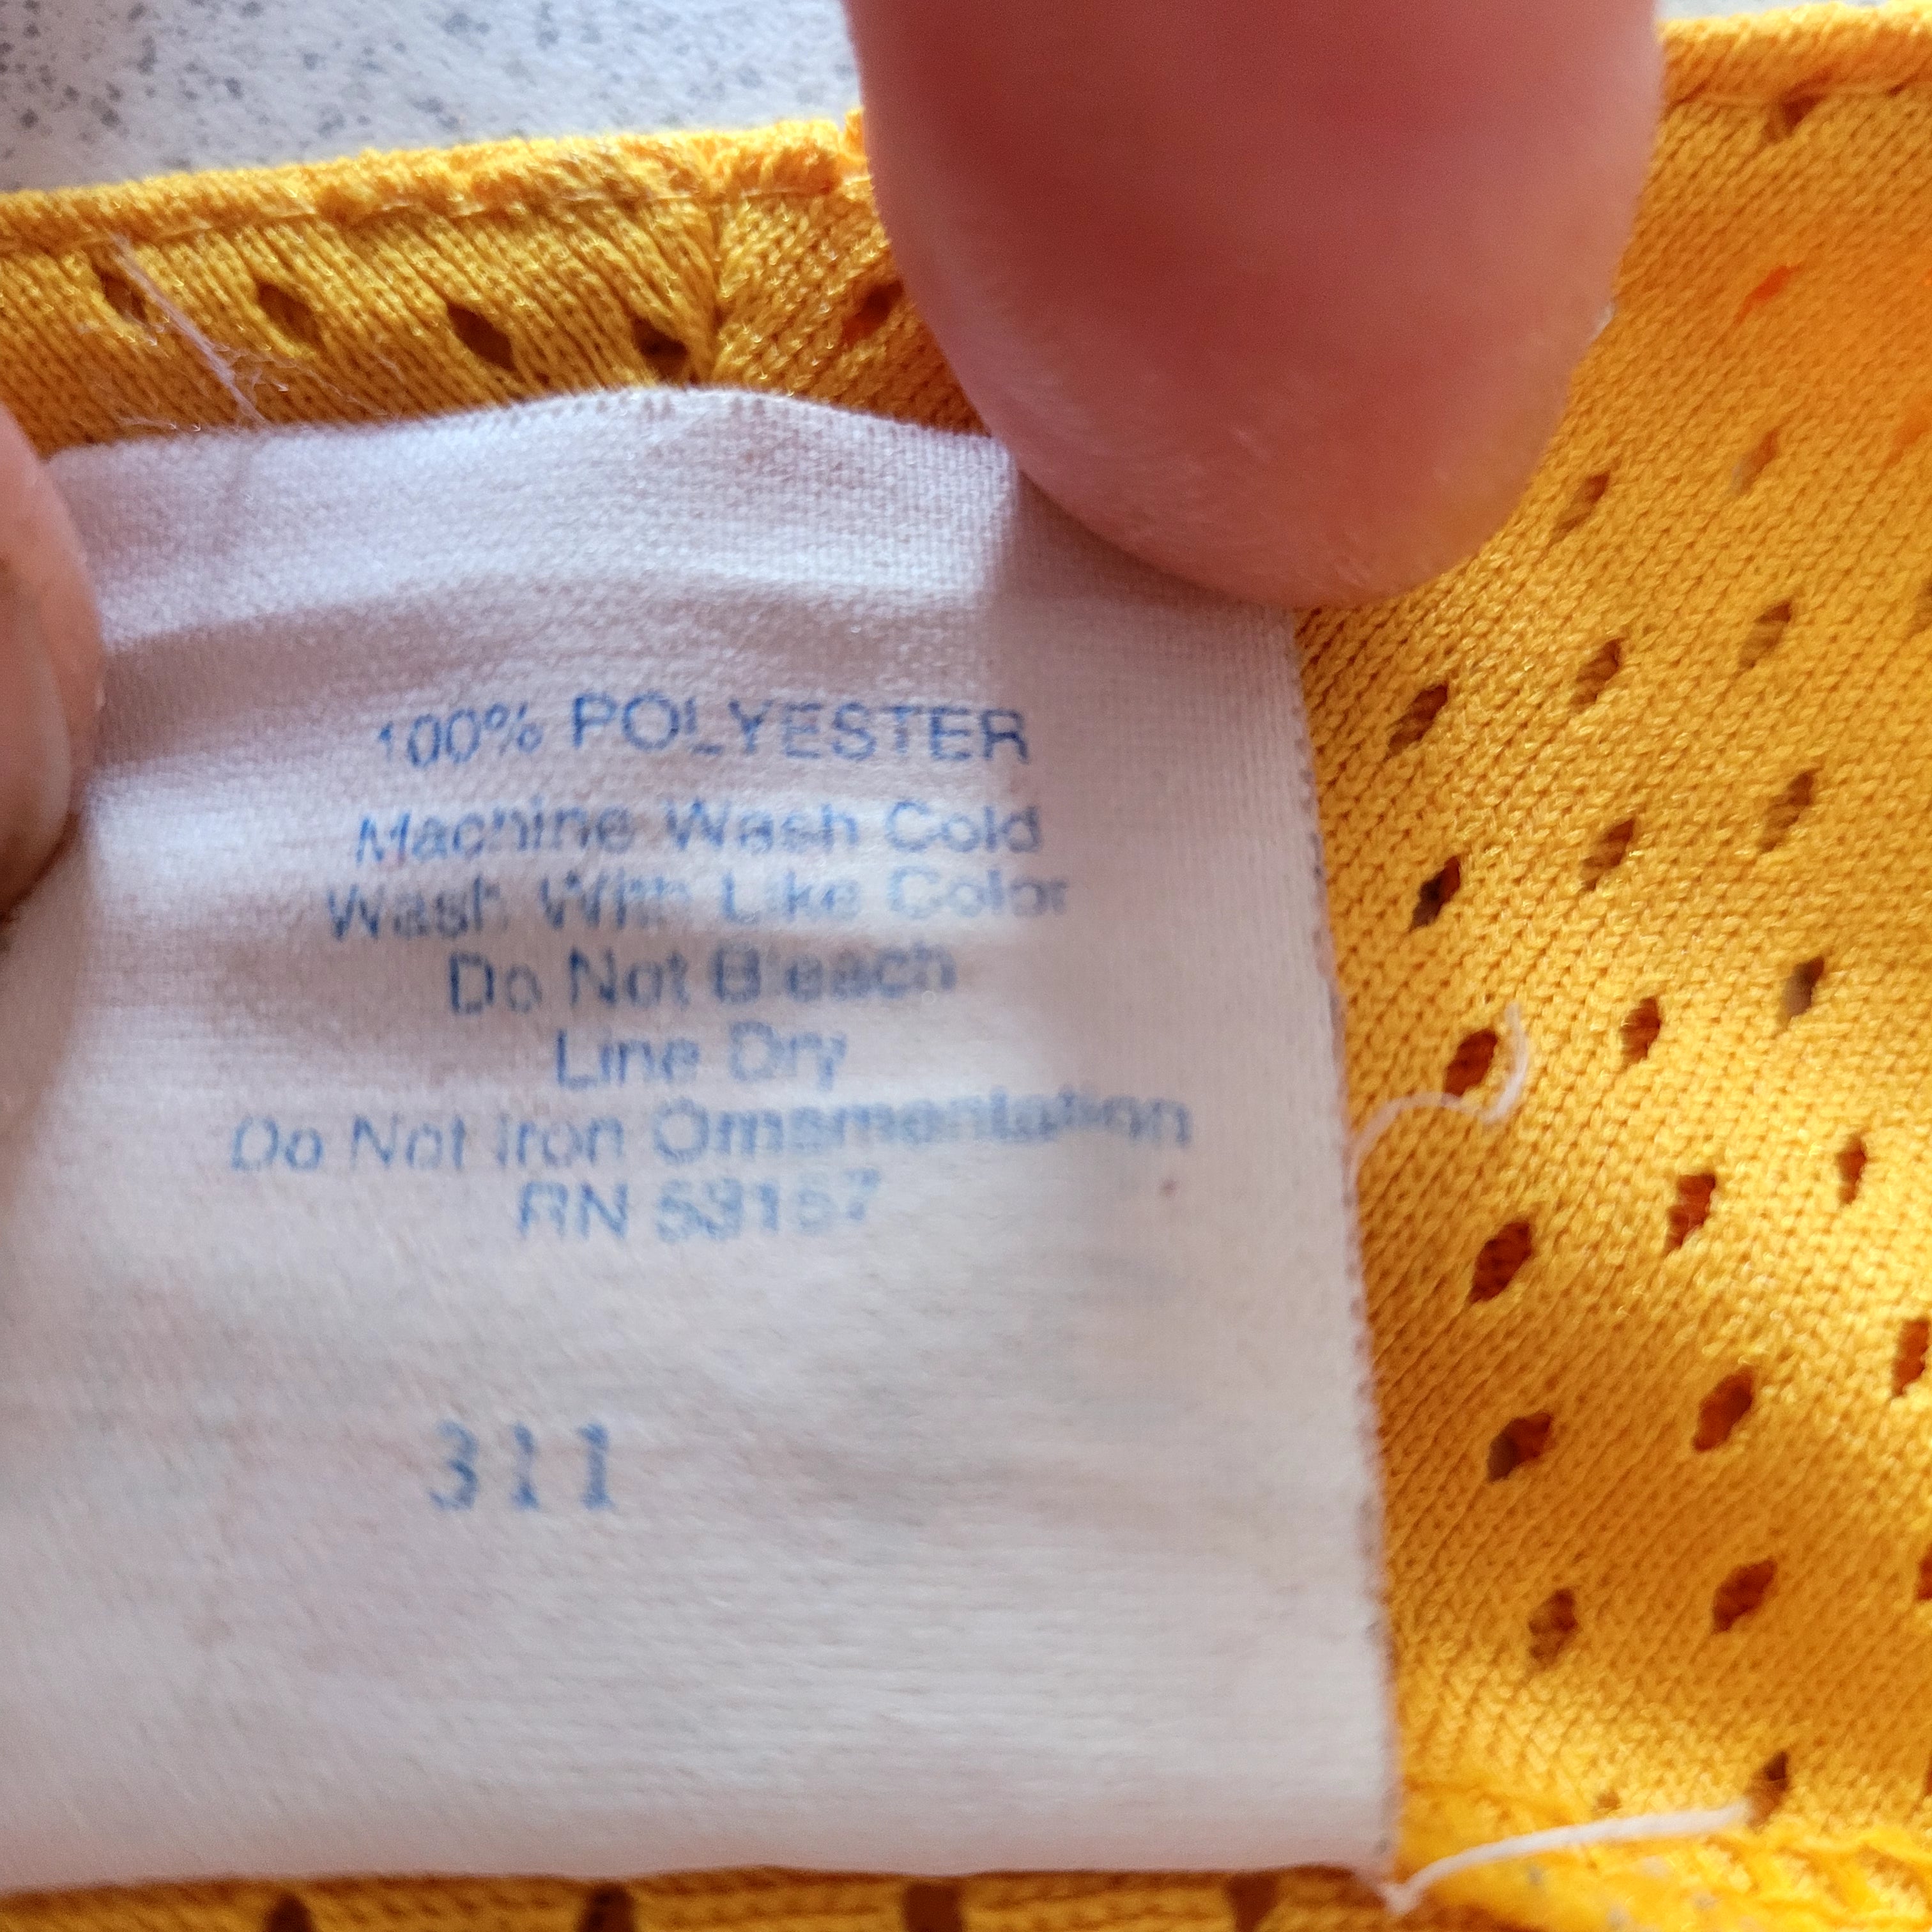 100% POLYESTER
Machine Wash Cold
Wash With Like Color
Do Not Bleach
Line Dry
Do Not Iron Ornamentation
RN 53157
311